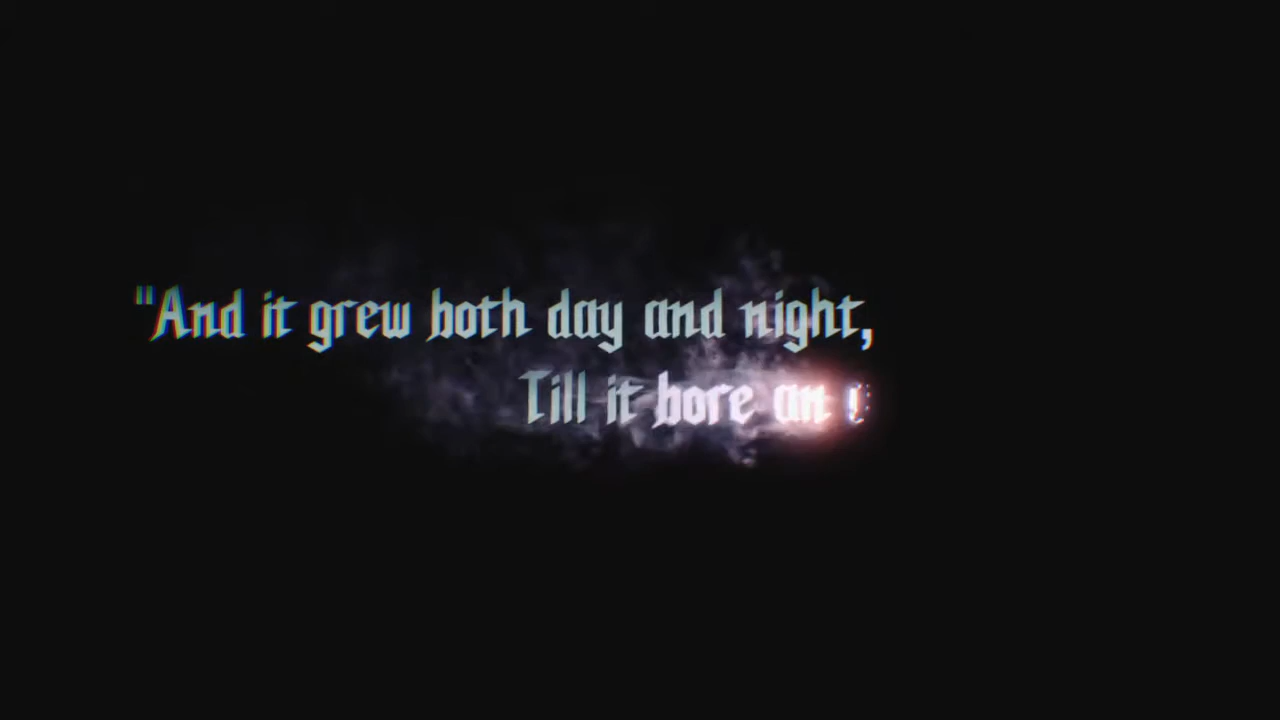 "And it grew both day and night,
Till it bore an